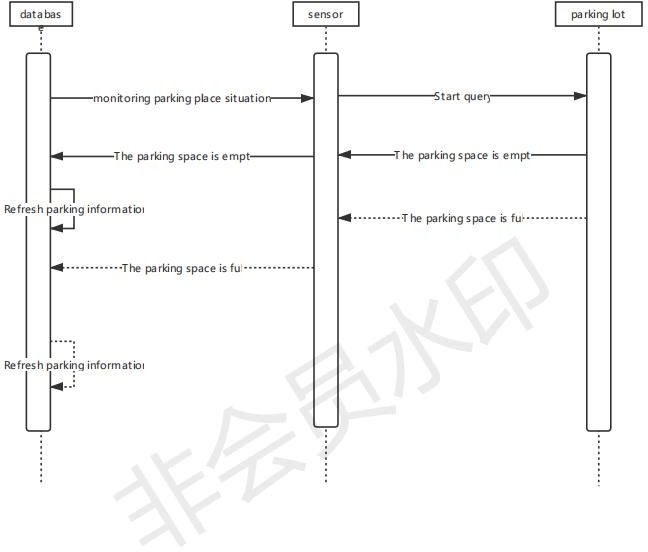 databas
e
sensor
parking lot
monitoring parking place situation
Start query
The parking space is empt
The parking space is empt
Refresh parking information
The parking space is ful
The parking space is ful
Refresh parking information
非会员水印